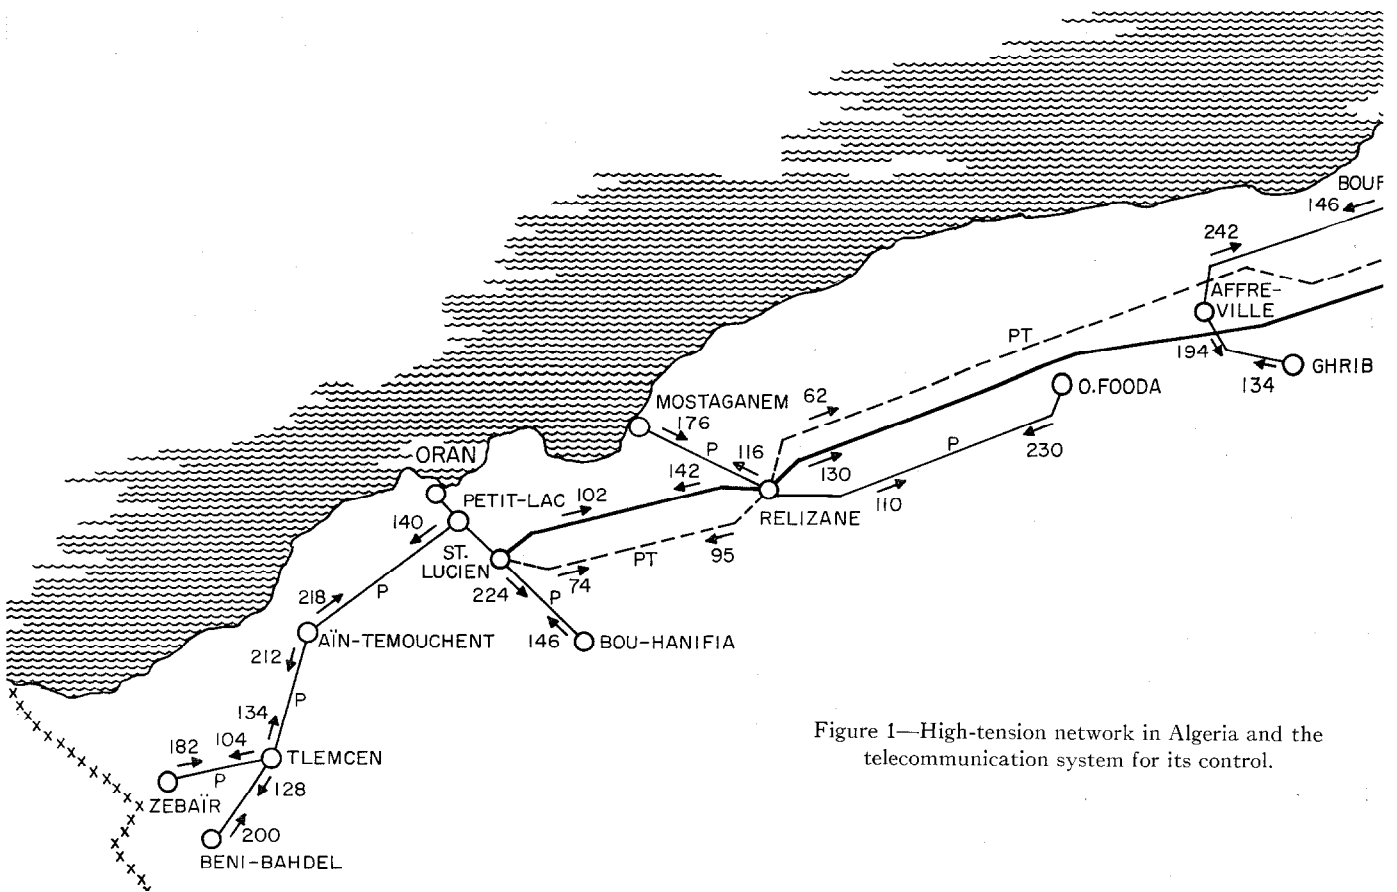 BOUF
146
242
AFFRE-
VILLE
PT
194
GHRIB
134
O.FOODA
MOSTAGANEM
62
176
P
116
P
230
ORAN
142
130
110
PETIT-LAC
102
RELIZANE
140
95
ST.
LUCIEN
PT
74
224
P
218
P
146
BOU-HANIFIA
AÏN-TEMOUCHENT
212
P
134
182
104
TLEMCEN
P
128
ZEBAÏR
200
BENI-BAHDEL
Figure 1—High-tension network in Algeria and the
telecommunication system for its control.